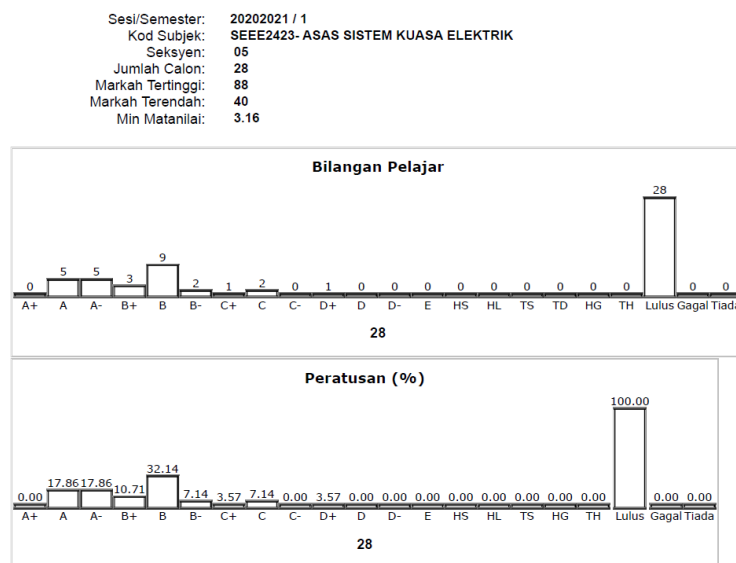 Sesi/Semester: 20202021 / 1
Kod Subjek: SEEE2423- ASAS SISTEM KUASA ELEKTRIK
Seksyen: 05
Jumlah Calon: 28
Markah Tertinggi: 88
Markah Terendah: 40
Min Matanilai: 3.16
Bilangan Pelajar
0 5 5 3 9 2 1 2 0 1 0 0 0 0 0 0 0 0 0 28 0 0
A+ A A- B+ B B- C+ C C- D+ D D- E HS HL TS TD HG TH Lulus Gagal Tiada
28
Peratusan (%)
0.00 17.86 17.86 10.71 32.14 7.14 3.57 7.14 0.00 3.57 0.00 0.00 0.00 0.00 0.00 0.00 0.00 0.00 100.00 0.00 0.00
A+ A A- B+ B B- C+ C C- D+ D D- E HS HL TS HG TH Lulus Gagal Tiada
28